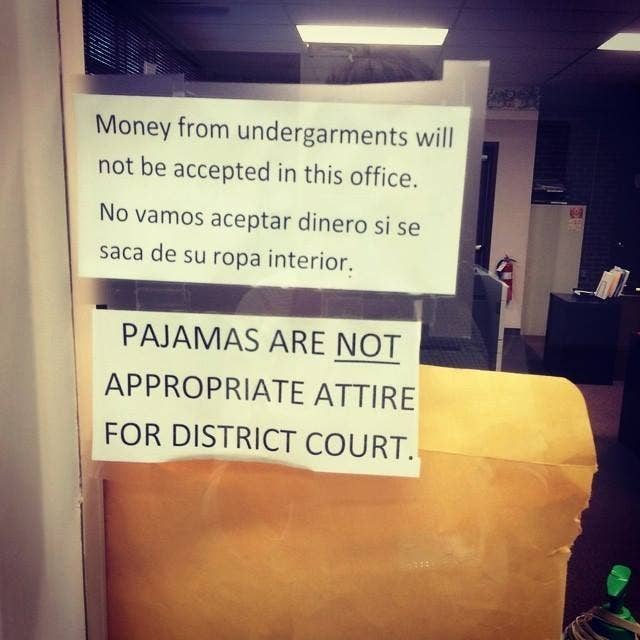 Money from undergarments will
not be accepted in this office.
No vamos aceptar dinero si se
saca de su ropa interior.
PAJAMAS ARE NOT
APPROPRIATE ATTIRE
FOR DISTRICT COURT.